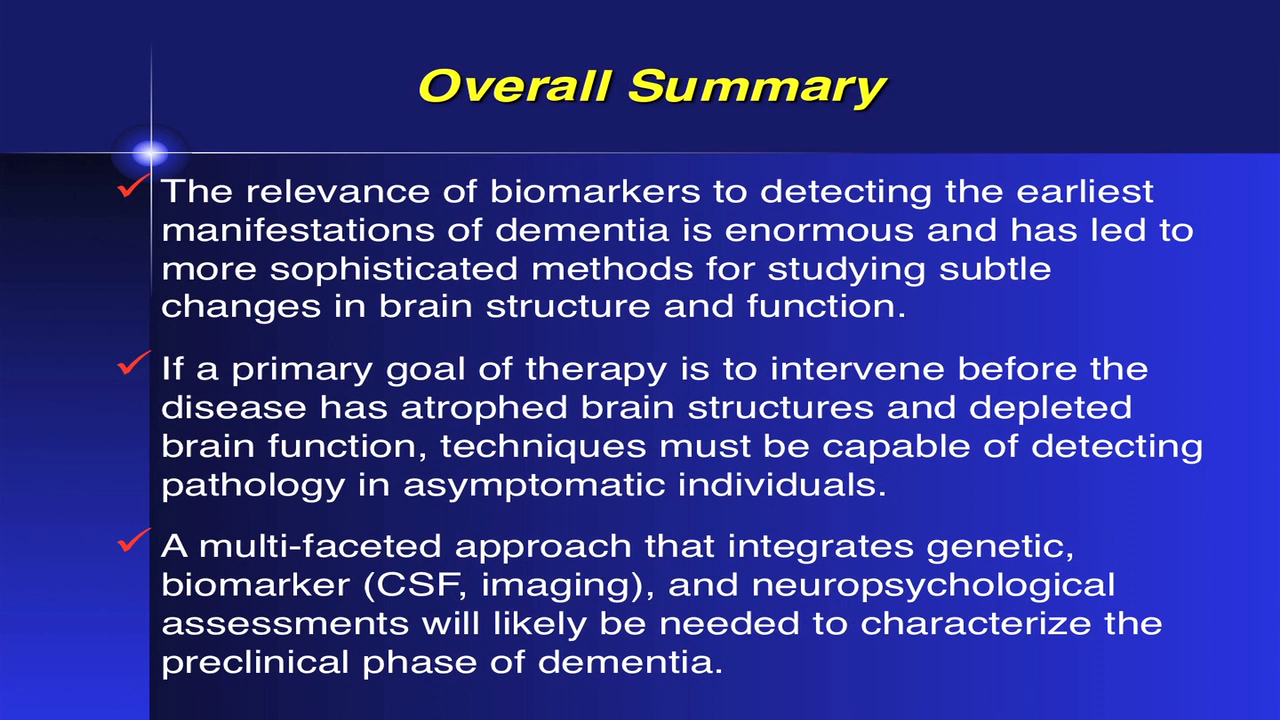 Overall Summary
The relevance of biomarkers to detecting the earliest
manifestations of dementia is enormous and has led to
more sophisticated methods for studying subtle
changes in brain structure and function.
If a primary goal of therapy is to intervene before the
disease has atrophed brain structures and depleted
brain function, techniques must be capable of detecting
pathology in asymptomatic individuals.
A multi-faceted approach that integrates genetic,
biomarker (CSF, imaging), and neuropsychological
assessments will likely be needed to characterize the
preclinical phase of dementia.